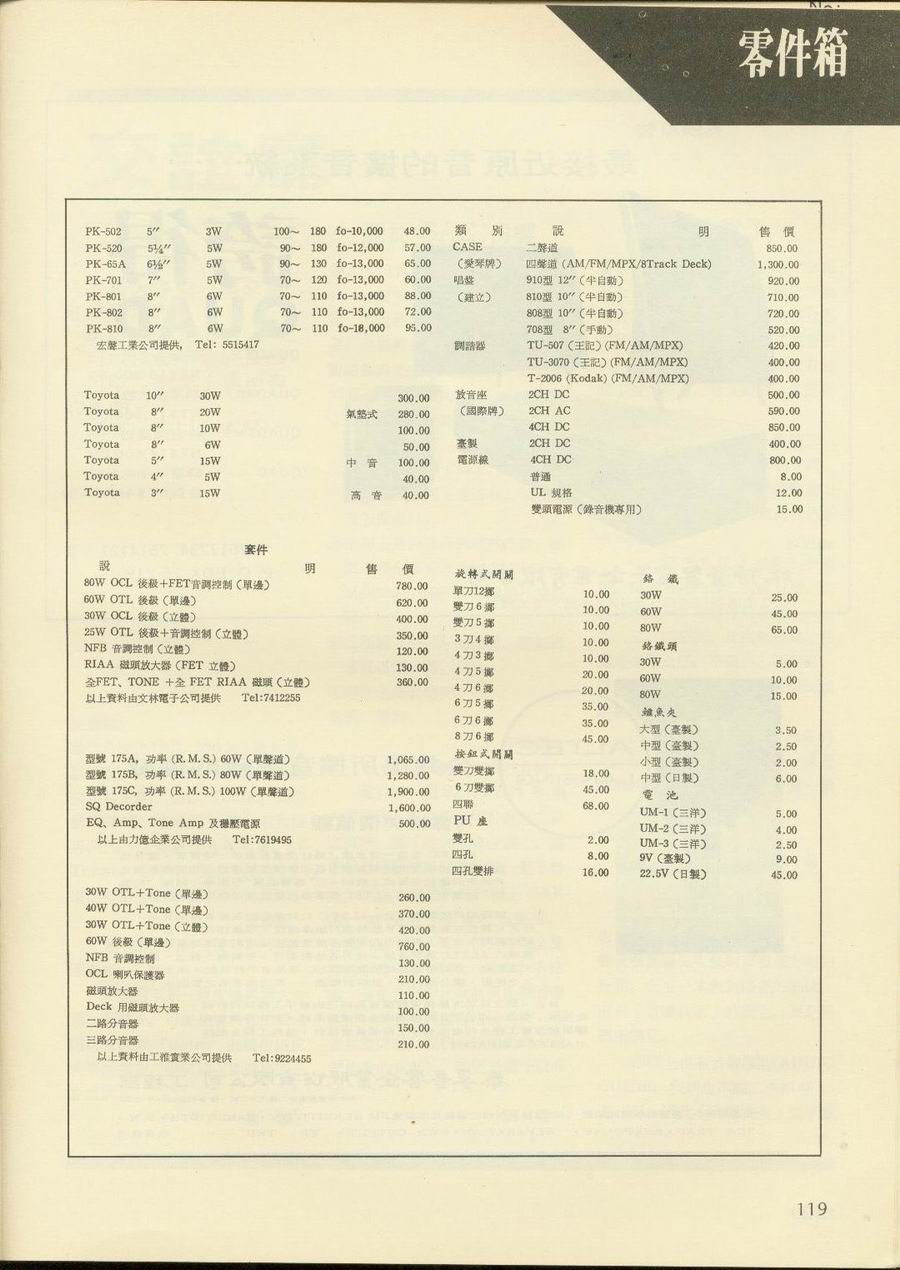 零件箱
PK-502 5″ 3W 100～ 180 fo-10,000 48.00
PK-520 5¼″ 5W 90～ 180 fo-12,000 57.00
PK-65A 6½″ 5W 90～ 130 fo-13,000 65.00
PK-701 7″ 5W 70～ 120 fo-13,000 60.00
PK-801 8″ 6W 70～ 110 fo-13,000 88.00
PK-802 8″ 6W 70～ 110 fo-13,000 72.00
PK-810 8″ 6W 70～ 110 fo-18,000 95.00
宏聲工業公司提供， Tel: 5515417
Toyota 10″ 30W 300.00
Toyota 8″ 20W 氣墊式 280.00
Toyota 8″ 10W 100.00
Toyota 8″ 6W 50.00
Toyota 5″ 15W 中 音 100.00
Toyota 4″ 5W 40.00
Toyota 3″ 15W 高 音 40.00
套件
說 明 售 價
80W OCL 後級＋FET音調控制（單邊） 780.00
60W OTL 後級（單邊） 620.00
30W OCL 後級（立體） 400.00
25W OTL 後級＋音調控制（立體） 350.00
NFB 音調控制（立體） 120.00
RIAA 磁頭放大器（FET 立體） 130.00
全FET、TONE ＋全 FET RIAA 磁頭（立體） 360.00
以上資料由文林電子公司提供 Tel:7412255
型號 175A，功率 (R. M. S.) 60W（單聲道） 1,065.00
型號 175B，功率 (R. M. S.) 80W（單聲道） 1,280.00
型號 175C，功率 (R. M. S.) 100W（單聲道） 1,900.00
SQ Decorder 1,600.00
EQ、Amp、Tone Amp 及穩壓電源 500.00
以上由力億企業公司提供 Tel:7619495
30W OTL＋Tone（單邊） 260.00
40W OTL＋Tone（單邊） 370.00
30W OTL＋Tone（立體） 420.00
60W 後級（單邊） 760.00
NFB 音調控制 130.00
OCL 喇叭保護器 210.00
磁頭放大器 110.00
Deck 用磁頭放大器 100.00
二路分音器 150.00
三路分音器 210.00
以上資料由工雅實業公司提供 Tel:9224455
類 別 說 明 售 價
CASE 二聲道 850.00
（愛琴牌） 四聲道 (AM/FM/MPX/8Track Deck) 1,300.00
唱盤 910型 12″（半自動） 920.00
（建立） 810型 10″（半自動） 710.00
808型 10″（半自動） 720.00
708型 8″（手動） 520.00
調諧器 TU-507（王記）(FM/AM/MPX) 420.00
TU-3070（王記）(FM/AM/MPX) 400.00
T-2006 (Kodak) (FM/AM/MPX) 400.00
放音座 2CH DC 500.00
（國際牌） 2CH AC 590.00
4CH DC 850.00
臺製 2CH DC 400.00
電源線 4CH DC 800.00
普通 8.00
UL 規格 12.00
雙頭電源（錄音機專用） 15.00
旋轉式開關
單刀12擲 10.00
雙刀 6 擲 10.00
雙刀 5 擲 10.00
3 刀 4 擲 10.00
4 刀 3 擲 10.00
4 刀 5 擲 20.00
4 刀 6 擲 20.00
6 刀 5 擲 35.00
6 刀 6 擲 35.00
8 刀 6 擲 45.00
按鈕式開關
雙刀雙擲 18.00
6 刀雙擲 45.00
四聯 68.00
PU 座
雙孔 2.00
四孔 8.00
四孔雙排 16.00
鉻 鐵
30W 25.00
60W 45.00
80W 65.00
鉻鐵頭
30W 5.00
60W 10.00
80W 15.00
鱷魚夾
大型（臺製） 3.50
中型（臺製） 2.50
小型（臺製） 2.00
中型（日製） 6.00
電 池
UM-1（三洋） 5.00
UM-2（三洋） 4.00
UM-3（三洋） 2.50
9V（臺製） 9.00
22.5V（日製） 45.00
119